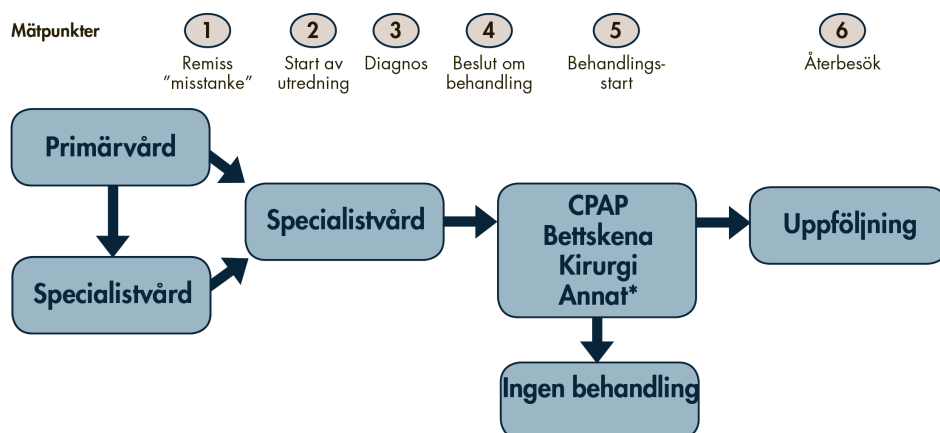 Mätpunkter
1
2
3
4
5
6
Remiss
”misstanke”
Start av
utredning
Diagnos
Beslut om
behandling
Behandlings-
start
Återbesök
Primärvård
Specialistvård
Specialistvård
CPAP
Bettskena
Kirurgi
Annat*
Uppföljning
Ingen behandling